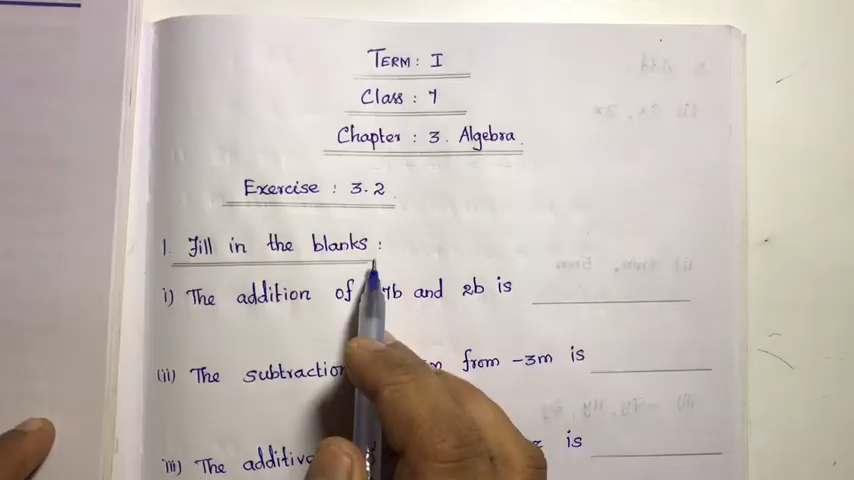 TERM : I
Class : 7
Chapter : 3. Algebra.
Exercise : 3.2.
1. Fill in the blanks :
i) The addition of 7b and 2b is
(ii) The subtraction m from -3m is
iii) The additive is